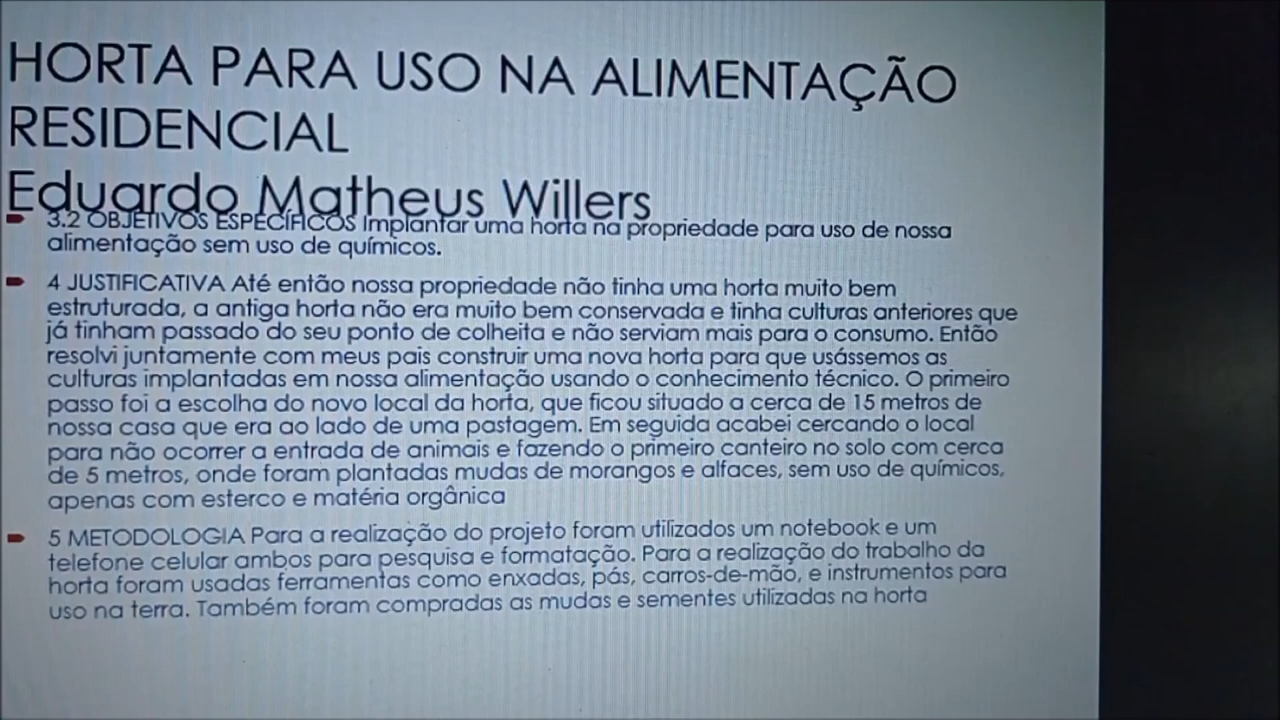 HORTA PARA USO NA ALIMENTAÇÃO
RESIDENCIAL
Eduardo Matheus Willers
3.2 OBJETIVOS ESPECÍFICOS Implantar uma horta na propriedade para uso de nossa
alimentação sem uso de químicos.
4 JUSTIFICATIVA Até então nossa propriedade não tinha uma horta muito bem
estruturada, a antiga horta não era muito bem conservada e tinha culturas anteriores que
já tinham passado do seu ponto de colheita e não serviam mais para o consumo. Então
resolvi juntamente com meus pais construir uma nova horta para que usássemos as
culturas implantadas em nossa alimentação usando o conhecimento técnico. O primeiro
passo foi a escolha do novo local da horta, que ficou situado a cerca de 15 metros de
nossa casa que era ao lado de uma pastagem. Em seguida acabei cercando o local
para não ocorrer a entrada de animais e fazendo o primeiro canteiro no solo com cerca
de 5 metros, onde foram plantadas mudas de morangos e alfaces, sem uso de químicos,
apenas com esterco e matéria orgânica
5 METODOLOGIA Para a realização do projeto foram utilizados um notebook e um
telefone celular ambos para pesquisa e formatação. Para a realização do trabalho da
horta foram usadas ferramentas como enxadas, pás, carros-de-mão, e instrumentos para
uso na terra. Também foram compradas as mudas e sementes utilizadas na horta